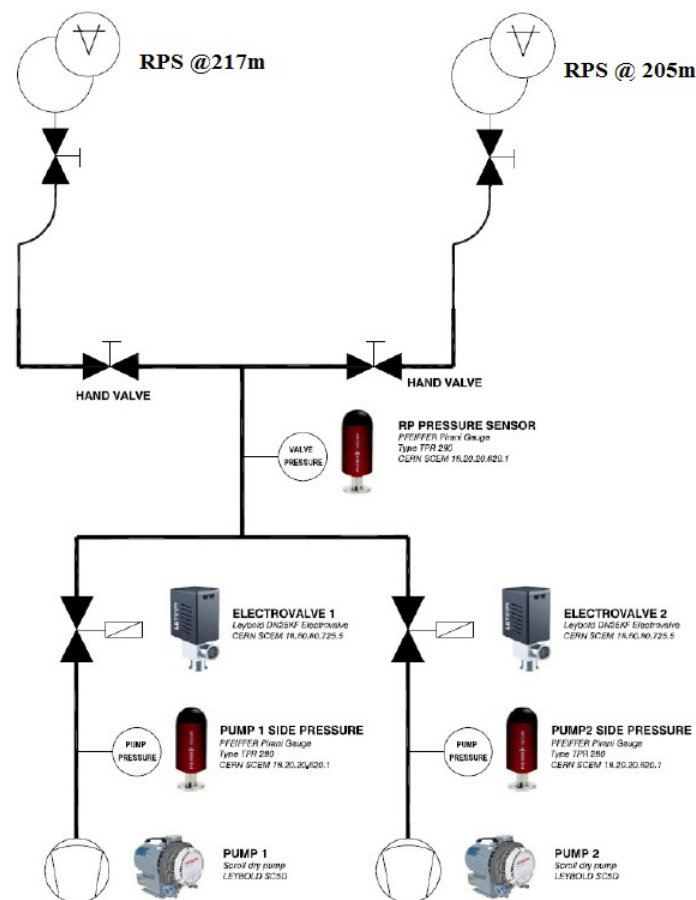 RPS @217m
RPS @ 205m
HAND VALVE
HAND VALVE
VALVE
PRESSURE
RP PRESSURE SENSOR
PFEIFFER Pirani Gauge
Type TPR 280
CERN SCEM 18.20.20.620.1
ELECTROVALVE 1
Leybold DN25KF Electrovalve
CERN SCEM 18.60.80.725.5
ELECTROVALVE 2
Leybold DN25KF Electrovalve
CERN SCEM 18.60.80.725.5
PUMP
PRESSURE
PUMP 1 SIDE PRESSURE
PFEIFFER Pirani Gauge
Type TPR 280
CERN SCEM 18.20.20.620.1
PUMP
PRESSURE
PUMP2 SIDE PRESSURE
PFEIFFER Pirani Gauge
Type TPR 280
CERN SCEM 18.20.20.620.1
PUMP 1
Scroll dry pump
LEYBOLD SC5D
PUMP 2
Scroll dry pump
LEYBOLD SC5D